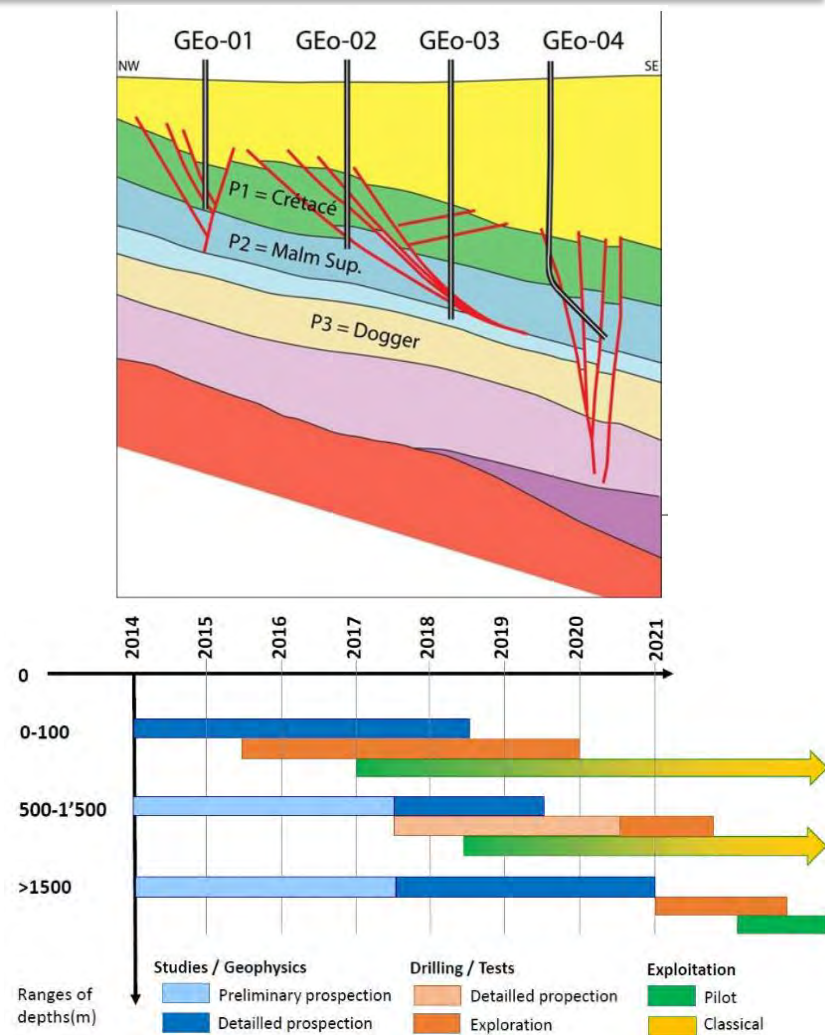 GEo-01 GEo-02 GEo-03 GEo-04
NW SE
P1 = Crétacé
P2 = Malm Sup.
P3 = Dogger
2014 2015 2016 2017 2018 2019 2020 2021
0
0-100
500-1'500
>1500
Ranges of
depths(m)
Studies / Geophysics
Preliminary prospection
Detailled prospection
Drilling / Tests
Detailled propection
Exploration
Exploitation
Pilot
Classical